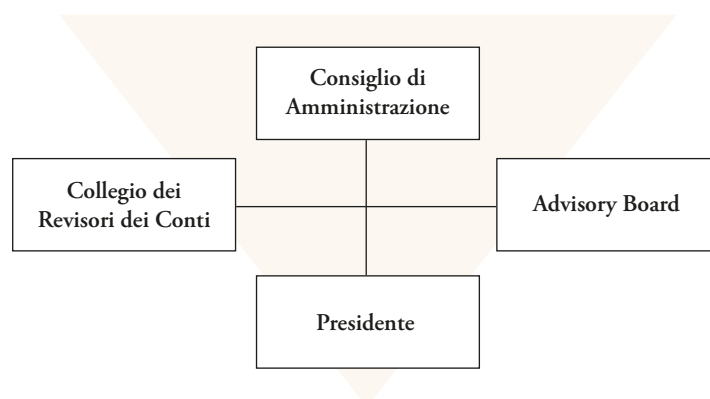 Consiglio di
Amministrazione
Collegio dei
Revisori dei Conti
Advisory Board
Presidente